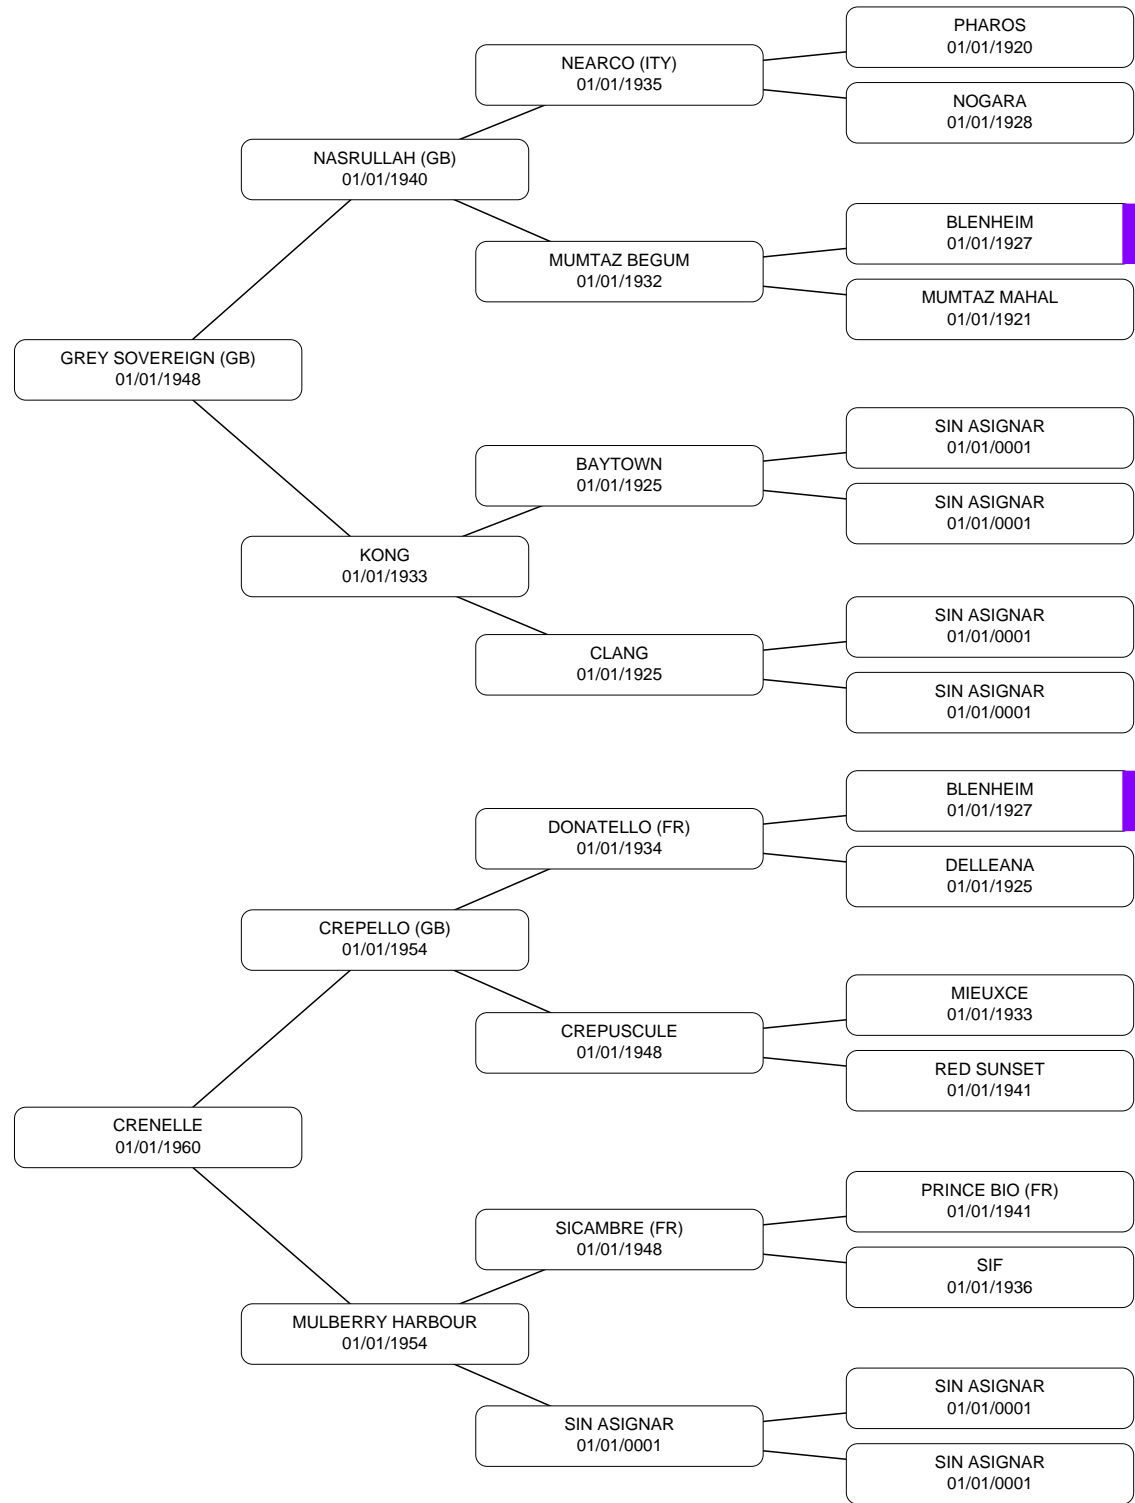 PHAROS
01/01/1920
NEARCO (ITY)
01/01/1935
NOGARA
01/01/1928
NASRULLAH (GB)
01/01/1940
BLENHEIM
01/01/1927
MUMTAZ BEGUM
01/01/1932
MUMTAZ MAHAL
01/01/1921
GREY SOVEREIGN (GB)
01/01/1948
SIN ASIGNAR
01/01/0001
BAYTOWN
01/01/1925
SIN ASIGNAR
01/01/0001
KONG
01/01/1933
SIN ASIGNAR
01/01/0001
CLANG
01/01/1925
SIN ASIGNAR
01/01/0001
BLENHEIM
01/01/1927
DONATELLO (FR)
01/01/1934
DELLEANA
01/01/1925
CREPELLO (GB)
01/01/1954
MIEUXCE
01/01/1933
CREPUSCULE
01/01/1948
RED SUNSET
01/01/1941
CRENELLE
01/01/1960
PRINCE BIO (FR)
01/01/1941
SICAMBRE (FR)
01/01/1948
SIF
01/01/1936
MULBERRY HARBOUR
01/01/1954
SIN ASIGNAR
01/01/0001
SIN ASIGNAR
01/01/0001
SIN ASIGNAR
01/01/0001